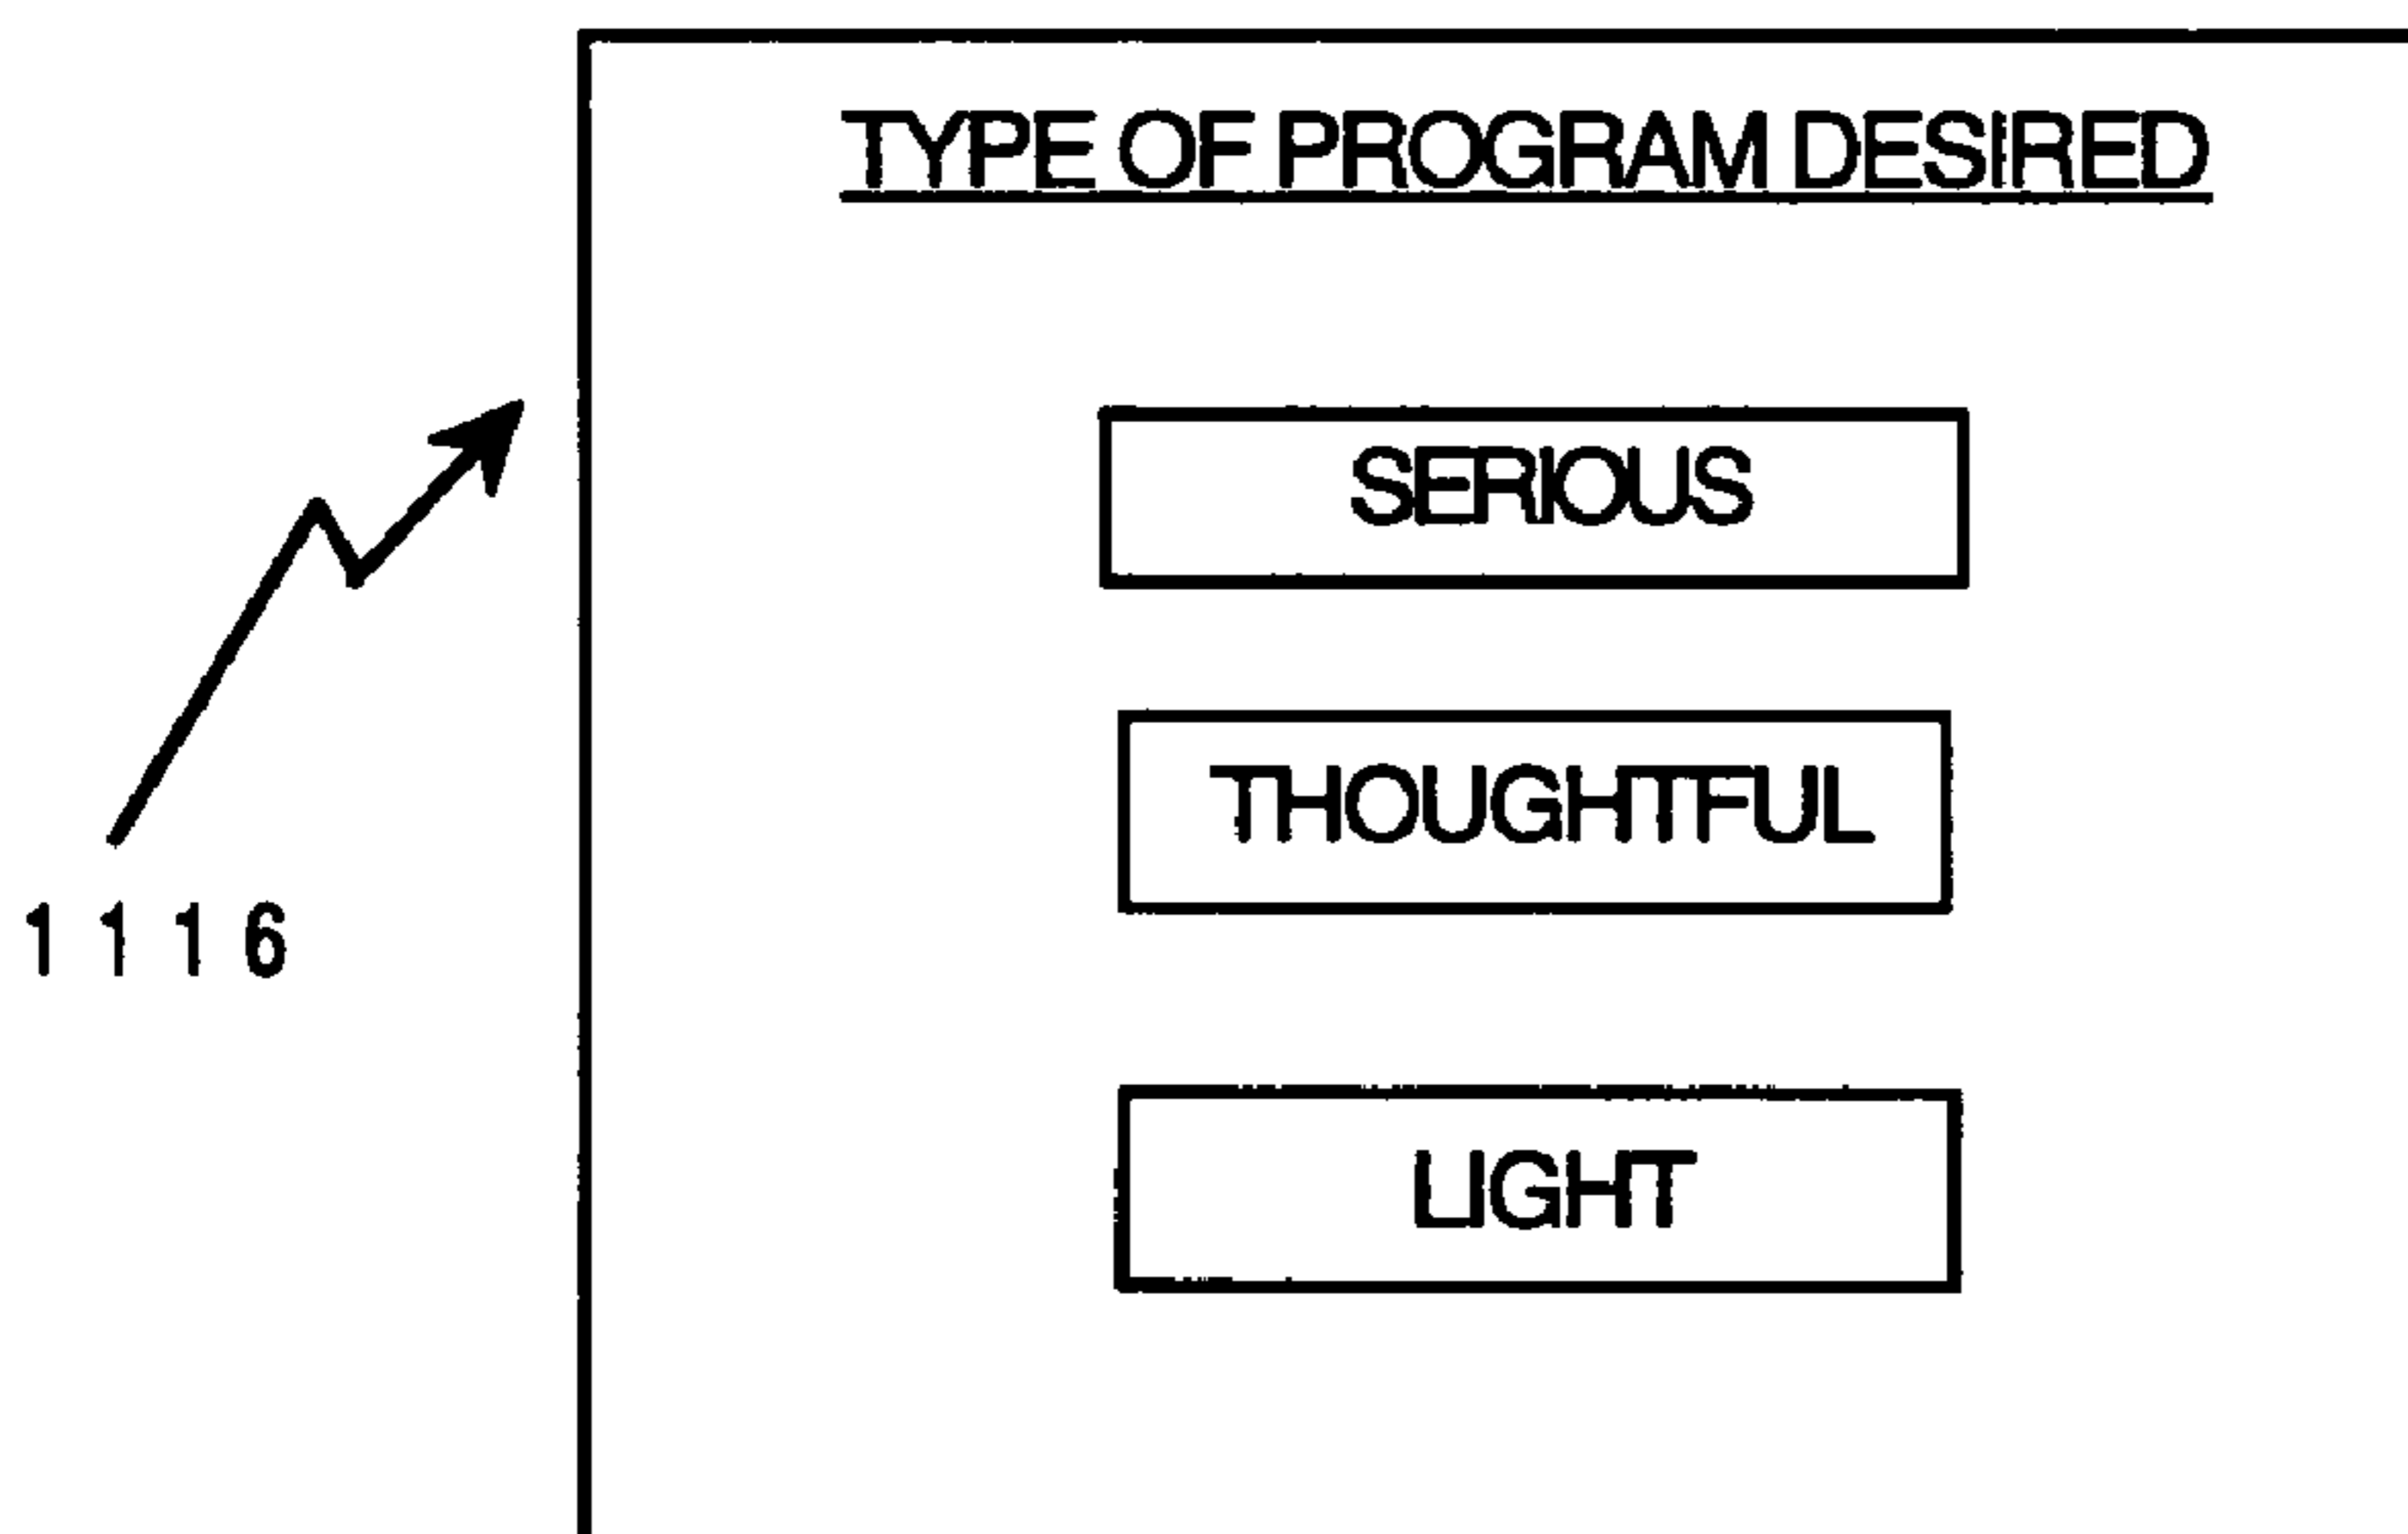 TYPE OF PROGRAM DESIRED
SERIOUS
THOUGHTFUL
1116
LIGHT